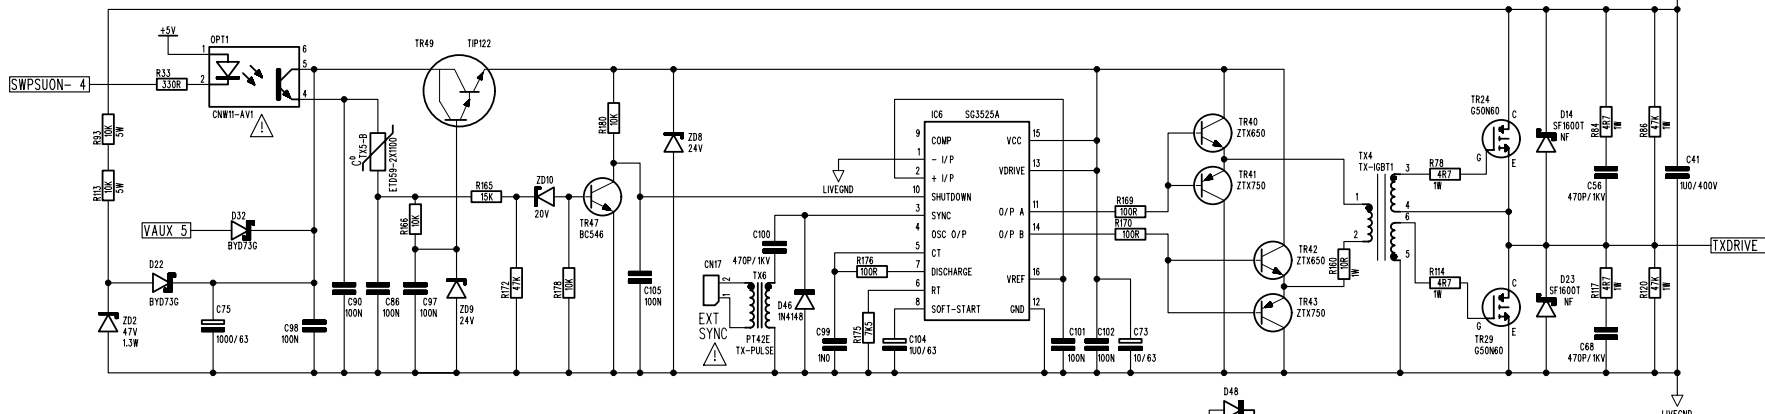 SWPSUON- 4
+5V
R33
330R
OPT1
1
2
6
5
4
CNW11-AV1
R93
10K
5W
R113
10K
5W
VAUX 5
D32
BYD73G
D22
BYD73G
ZD2
47V
1.3W
C75
1000/63
C98
100N
C90
100N
TX5-B
ETD59-2X1100
C86
100N
R166
10K
C97
100N
TR49
TIP122
ZD9
24V
R165
15K
R172
47K
ZD10
20V
R178
10K
R180
10K
TR47
BC546
C105
100N
ZD8
24V
CN17
2
1
EXT
SYNC
TX6
PT42E
TX-PULSE
C100
470P/1KV
D46
1N4148
LIVEGND
C99
1N0
R176
100R
R175
7K5
C104
1U0/63
IC6
SG3525A
9
COMP
1
- I/P
2
+ I/P
10
SHUTDOWN
3
SYNC
4
OSC O/P
5
CT
7
DISCHARGE
6
RT
8
SOFT-START
VCC
15
VDRIVE
13
O/P A
11
O/P B
14
VREF
16
GND
12
C101
100N
C102
100N
C73
10/63
R169
100R
R170
100R
TR40
ZTX650
TR41
ZTX750
TR42
ZTX650
TR43
ZTX750
R160
10R
1W
TX4
TX-IGBT1
1
2
3
4
6
5
R78
4R7
1W
R114
4R7
1W
TR24
G50N60
C
G
E
TR29
G50N60
C
G
E
D14
SF1600T
NF
D23
SF1600T
NF
R84
4R7
1W
C56
470P/1KV
R117
4R7
1W
C68
470P/1KV
R86
47K
1W
R120
47K
1W
C41
1U0/400V
TXDRIVE
D48
LIVEGND